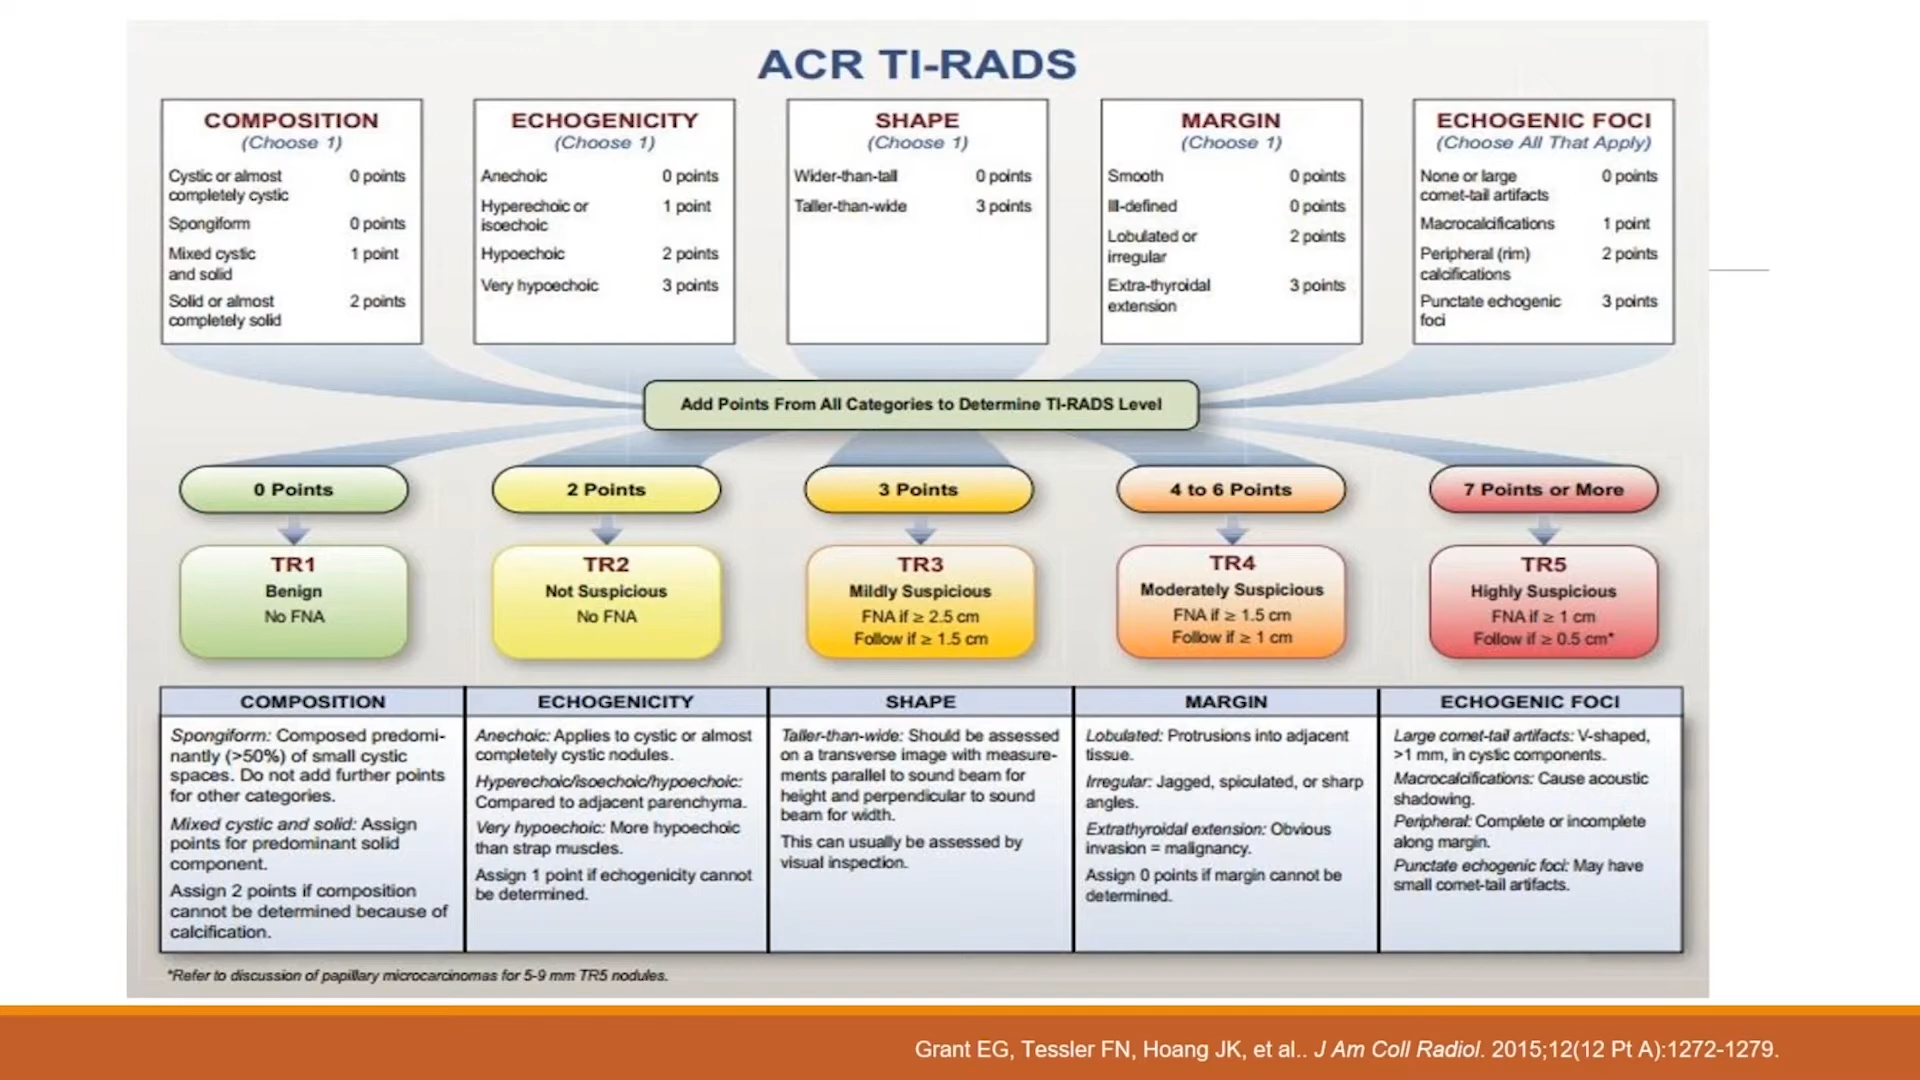 ACR TI-RADS
COMPOSITION
(Choose 1)
Cystic or almost 0 points
completely cystic
Spongiform 0 points
Mixed cystic 1 point
and solid
Solid or almost 2 points
completely solid
ECHOGENICITY
(Choose 1)
Anechoic 0 points
Hyperechoic or 1 point
isoechoic
Hypoechoic 2 points
Very hypoechoic 3 points
SHAPE
(Choose 1)
Wider-than-tall 0 points
Taller-than-wide 3 points
MARGIN
(Choose 1)
Smooth 0 points
Ill-defined 0 points
Lobulated or 2 points
irregular
Extra-thyroidal 3 points
extension
ECHOGENIC FOCI
(Choose All That Apply)
None or large 0 points
comet-tail artifacts
Macrocalcifications 1 point
Peripheral (rim) 2 points
calcifications
Punctate echogenic 3 points
foci
Add Points From All Categories to Determine TI-RADS Level
0 Points
2 Points
3 Points
4 to 6 Points
7 Points or More
TR1
Benign
No FNA
TR2
Not Suspicious
No FNA
TR3
Mildly Suspicious
FNA if ≥ 2.5 cm
Follow if ≥ 1.5 cm
TR4
Moderately Suspicious
FNA if ≥ 1.5 cm
Follow if ≥ 1 cm
TR5
Highly Suspicious
FNA if ≥ 1 cm
Follow if ≥ 0.5 cm*
COMPOSITION
Spongiform: Composed predomi-
nantly (>50%) of small cystic
spaces. Do not add further points
for other categories.
Mixed cystic and solid: Assign
points for predominant solid
component.
Assign 2 points if composition
cannot be determined because of
calcification.
ECHOGENICITY
Anechoic: Applies to cystic or almost
completely cystic nodules.
Hyperechoic/isoechoic/hypoechoic:
Compared to adjacent parenchyma.
Very hypoechoic: More hypoechoic
than strap muscles.
Assign 1 point if echogenicity cannot
be determined.
SHAPE
Taller-than-wide: Should be assessed
on a transverse image with measure-
ments parallel to sound beam for
height and perpendicular to sound
beam for width.
This can usually be assessed by
visual inspection.
MARGIN
Lobulated: Protrusions into adjacent
tissue.
Irregular: Jagged, spiculated, or sharp
angles.
Extrathyroidal extension: Obvious
invasion = malignancy.
Assign 0 points if margin cannot be
determined.
ECHOGENIC FOCI
Large comet-tail artifacts: V-shaped,
>1 mm, in cystic components.
Macrocalcifications: Cause acoustic
shadowing.
Peripheral: Complete or incomplete
along margin.
Punctate echogenic foci: May have
small comet-tail artifacts.
*Refer to discussion of papillary microcarcinomas for 5-9 mm TR5 nodules.
Grant EG, Tessler FN, Hoang JK, et al.. J Am Coll Radiol. 2015;12(12 Pt A):1272-1279.